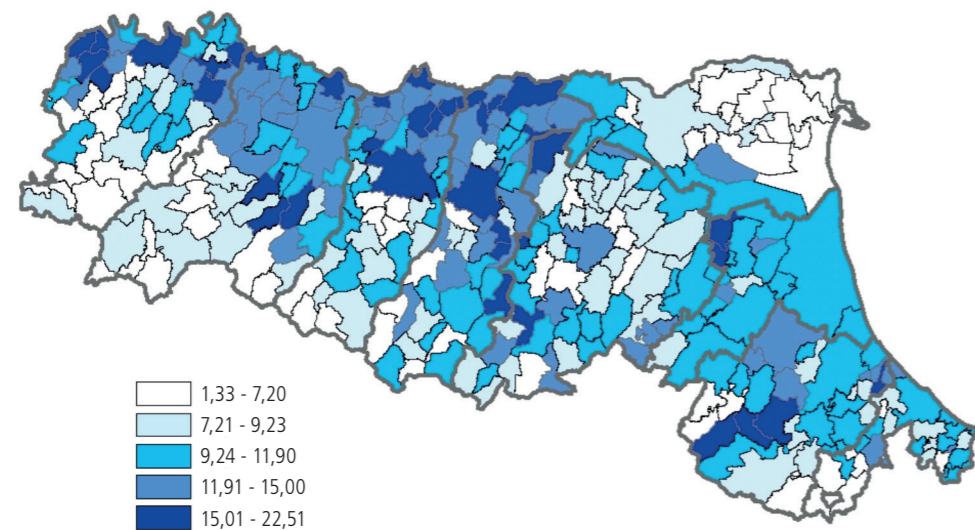 1,33 - 7,20
7,21 - 9,23
9,24 - 11,90
11,91 - 15,00
15,01 - 22,51